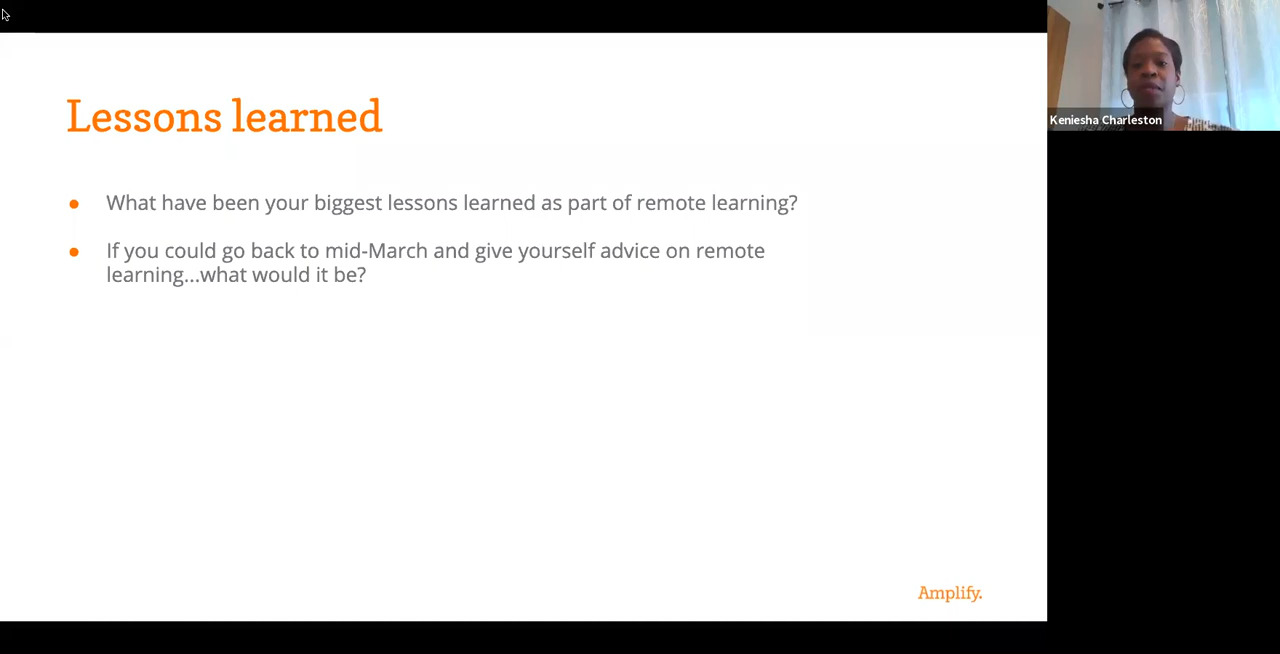 Lessons learned
Keniesha Charleston
● What have been your biggest lessons learned as part of remote learning?
● If you could go back to mid-March and give yourself advice on remote
learning...what would it be?
Amplify.